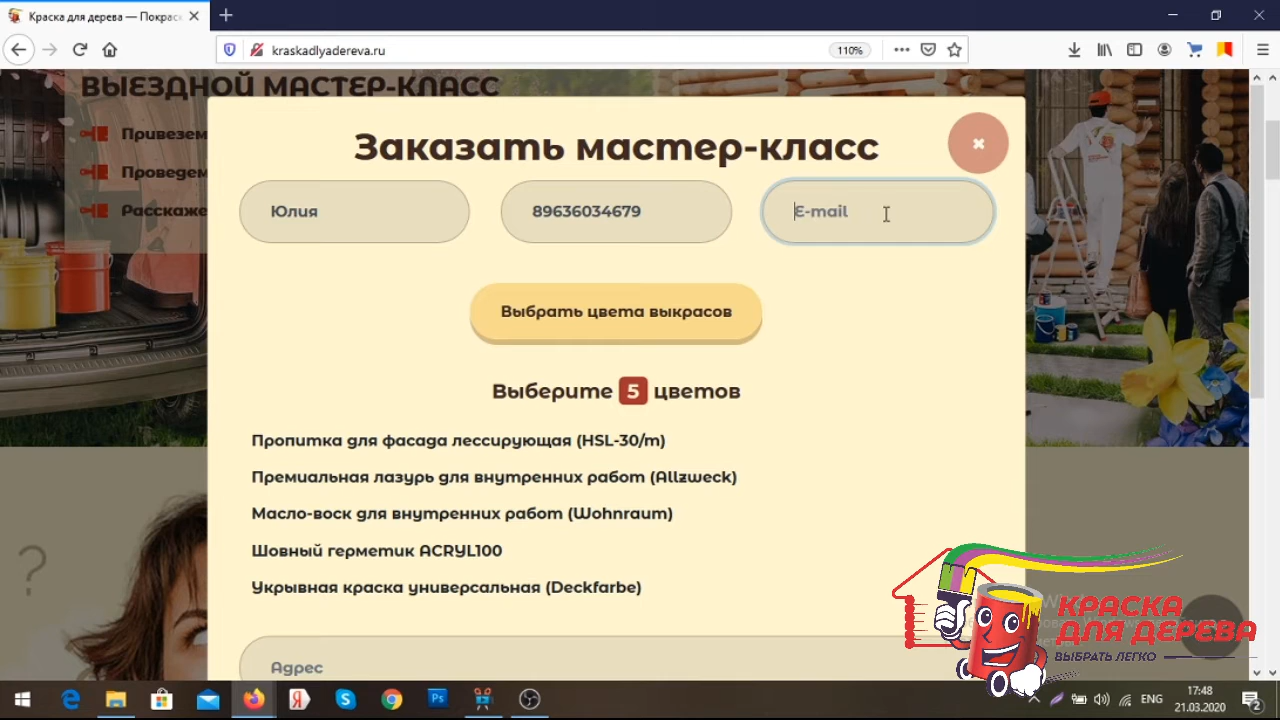 Краска для дерева — Покрас
kraskadlyadereva.ru
110%
ВЫЕЗДНОЙ МАСТЕР-КЛАСС
Привезем
Проведем
Расскаже
Заказать мастер-класс
Юлия
89636034679
E-mail
Выбрать цвета выкрасов
Выберите 5 цветов
Пропитка для фасада лессирующая (HSL-30/m)
Премиальная лазурь для внутренних работ (Allzweck)
Масло-воск для внутренних работ (Wohnraum)
Шовный герметик ACRYL100
Укрывная краска универсальная (Deckfarbe)
Адрес
КРАСКА
ДЛЯ ДЕРЕВА
ВЫБРАТЬ ЛЕГКО
ENG
17:48
21.03.2020
2